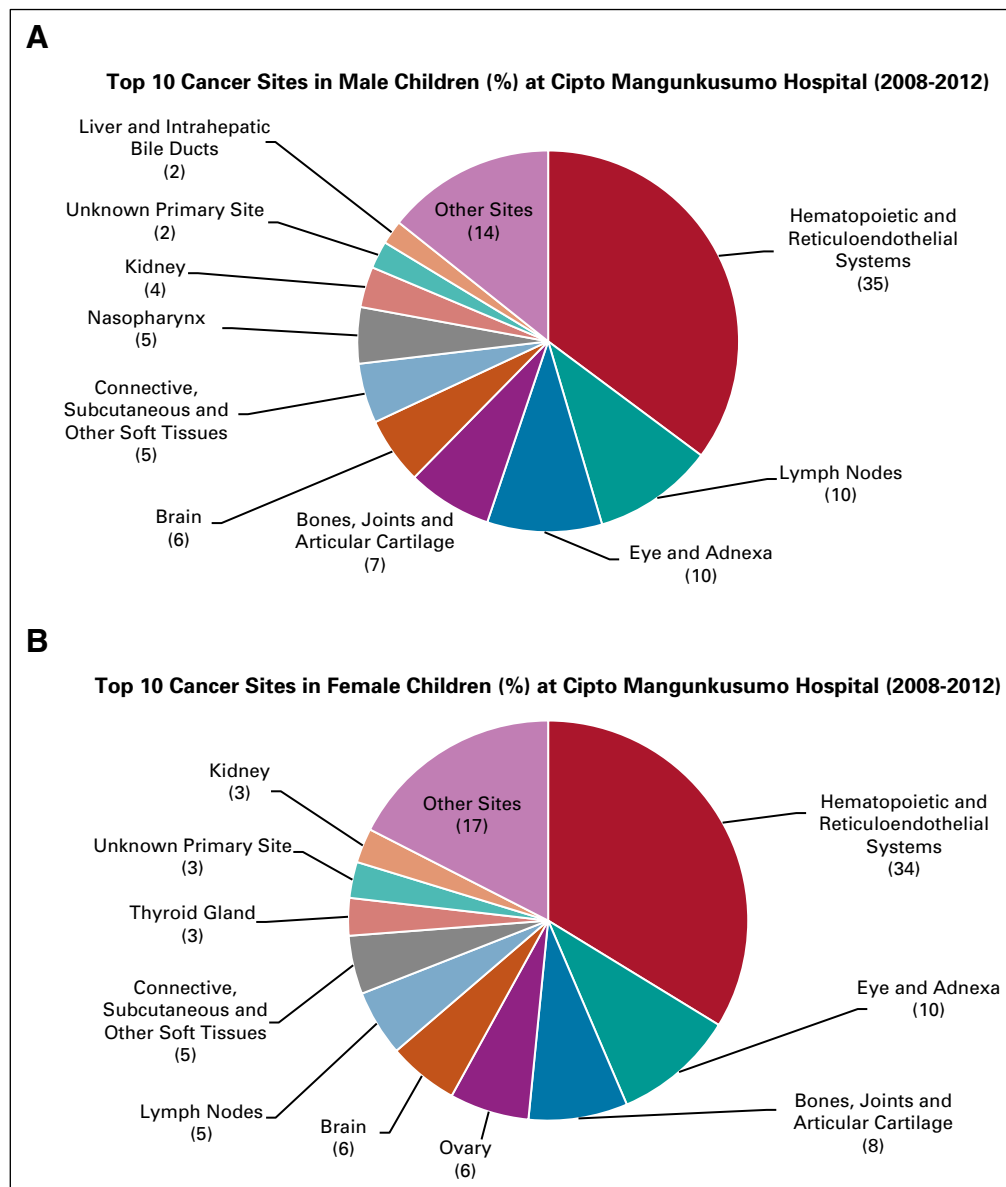 A
Top 10 Cancer Sites in Male Children (%) at Cipto Mangunkusumo Hospital (2008-2012)
Liver and Intrahepatic
Bile Ducts
(2)
Unknown Primary Site
(2)
Kidney
(4)
Nasopharynx
(5)
Connective,
Subcutaneous and
Other Soft Tissues
(5)
Brain
(6)
Bones, Joints and
Articular Cartilage
(7)
Other Sites
(14)
Hematopoietic and
Reticuloendothelial
Systems
(35)
Lymph Nodes
(10)
Eye and Adnexa
(10)
B
Top 10 Cancer Sites in Female Children (%) at Cipto Mangunkusumo Hospital (2008-2012)
Kidney
(3)
Unknown Primary Site
(3)
Thyroid Gland
(3)
Connective,
Subcutaneous and
Other Soft Tissues
(5)
Lymph Nodes
(5)
Brain
(6)
Ovary
(6)
Other Sites
(17)
Hematopoietic and
Reticuloendothelial
Systems
(34)
Eye and Adnexa
(10)
Bones, Joints and
Articular Cartilage
(8)